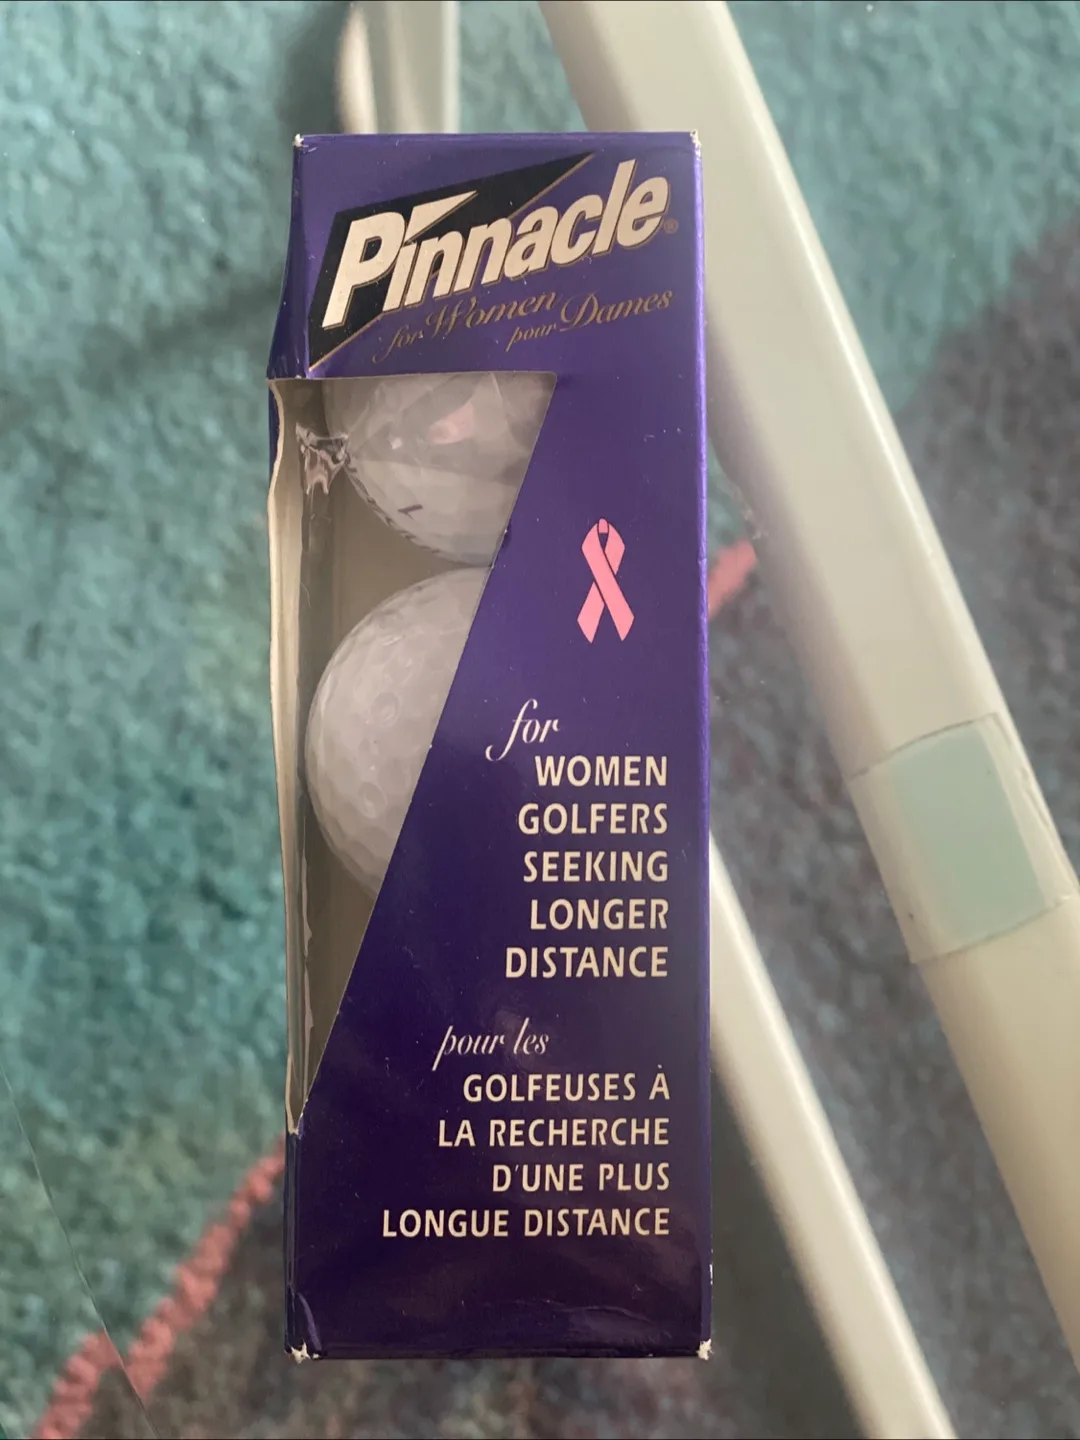 Pinnacle®
for Women pour Dames
for
WOMEN
GOLFERS
SEEKING
LONGER
DISTANCE
pour les
GOLFEUSES À
LA RECHERCHE
D'UNE PLUS
LONGUE DISTANCE